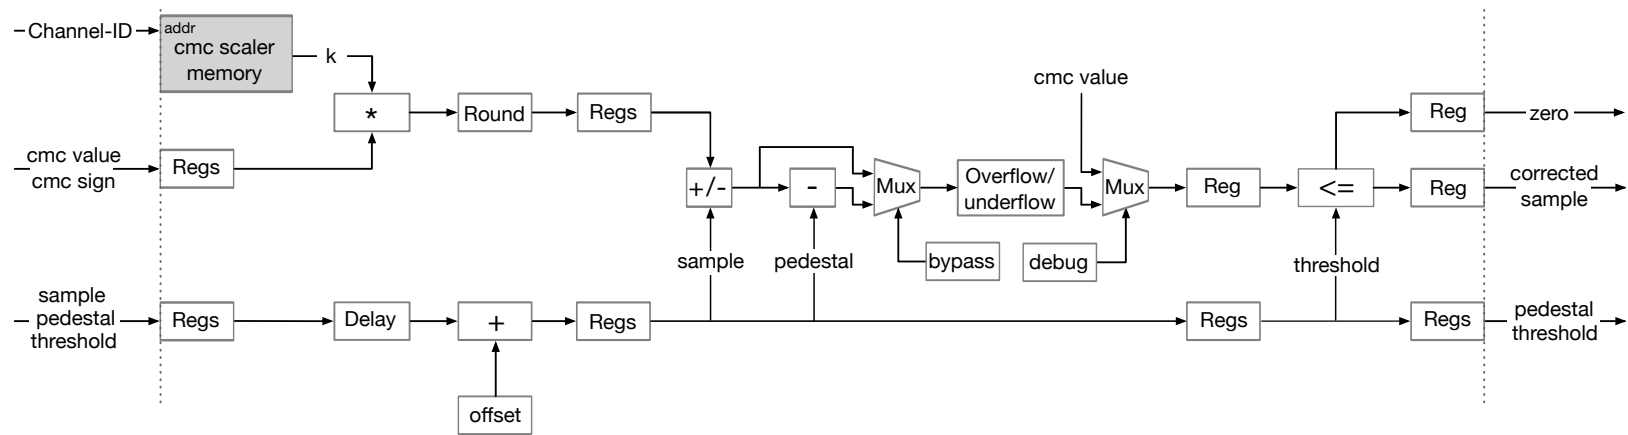 Channel-ID
addr
cmc scaler
memory
k
*
Round
Regs
cmc value
cmc sign
Regs
+/-
-
Mux
Overflow/
underflow
cmc value
Mux
Reg
<=
Reg
zero
Reg
corrected
sample
sample
pedestal
bypass
debug
threshold
sample
pedestal
threshold
Regs
Delay
+
Regs
Regs
Regs
pedestal
threshold
offset